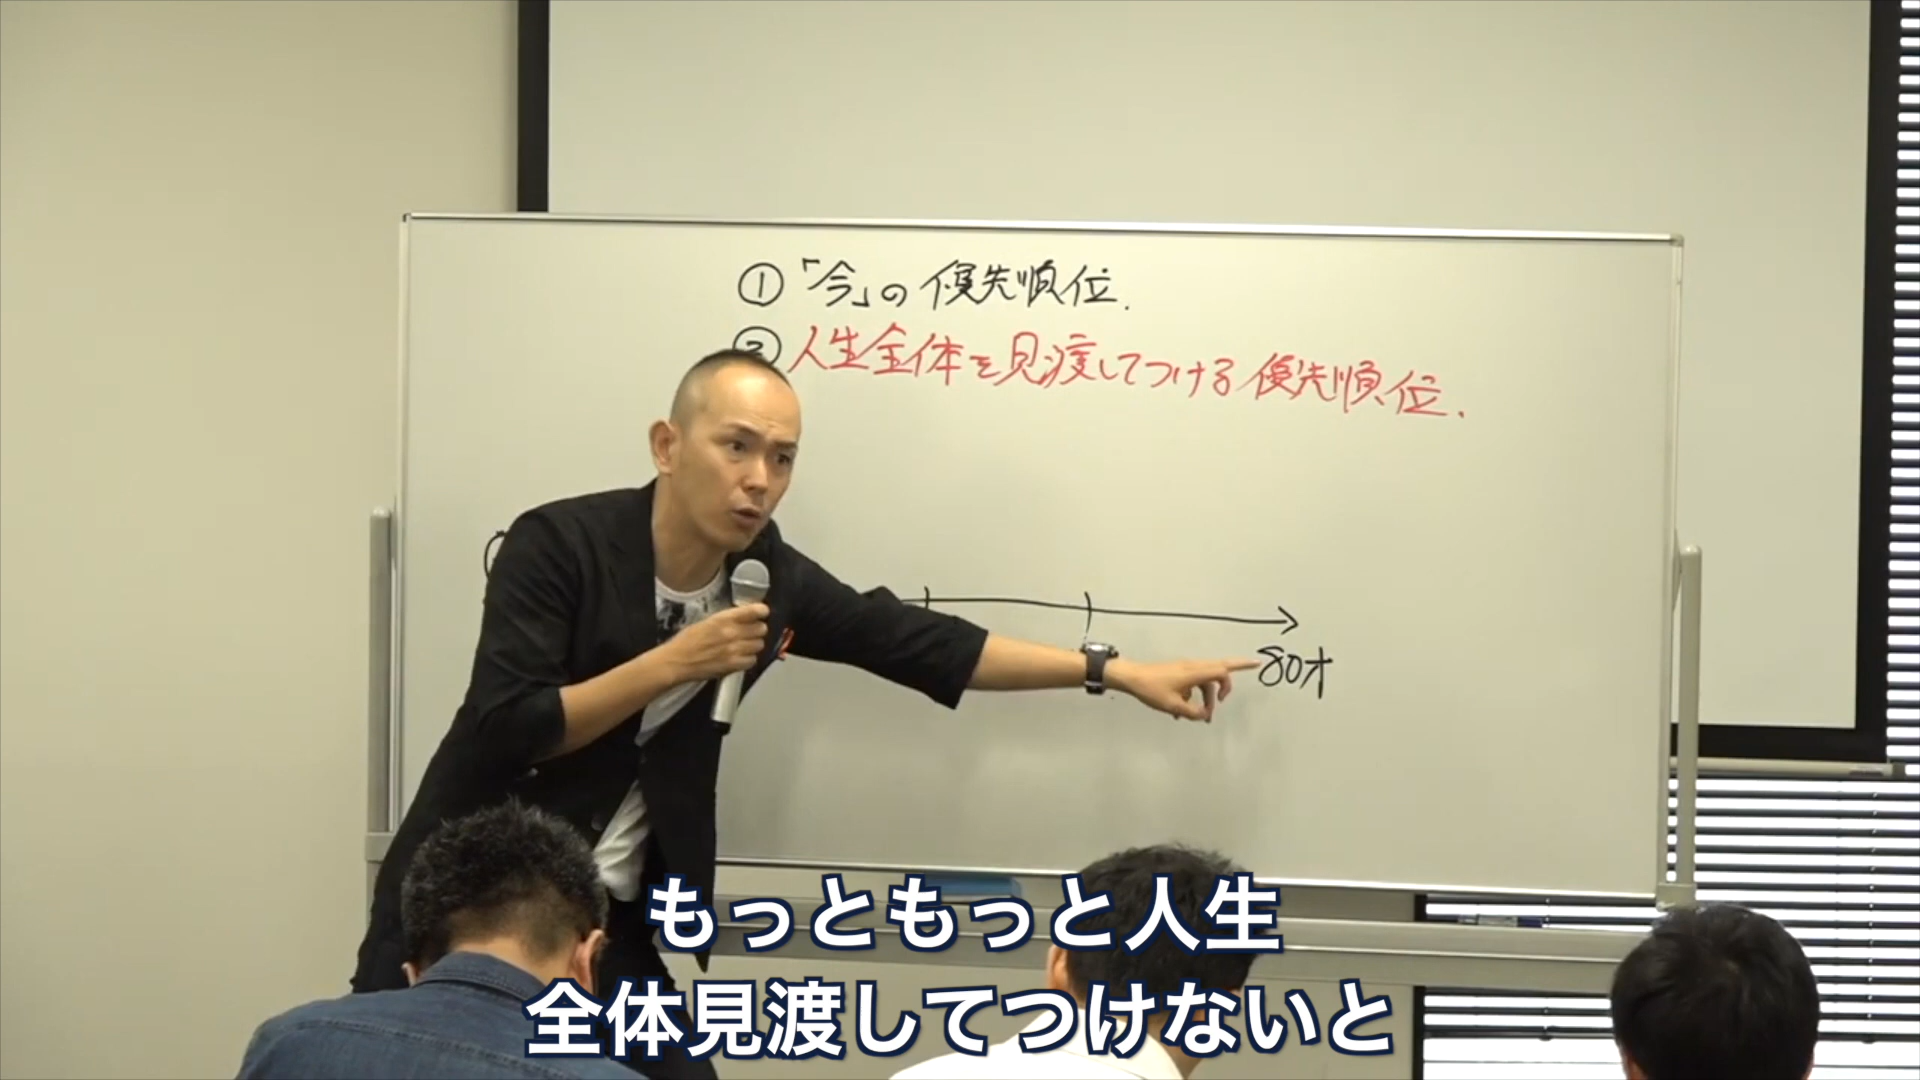 ①「今」の優先順位.
②人生全体を見渡してつける優先順位.
80才
もっともっと人生
全体見渡してつけないと